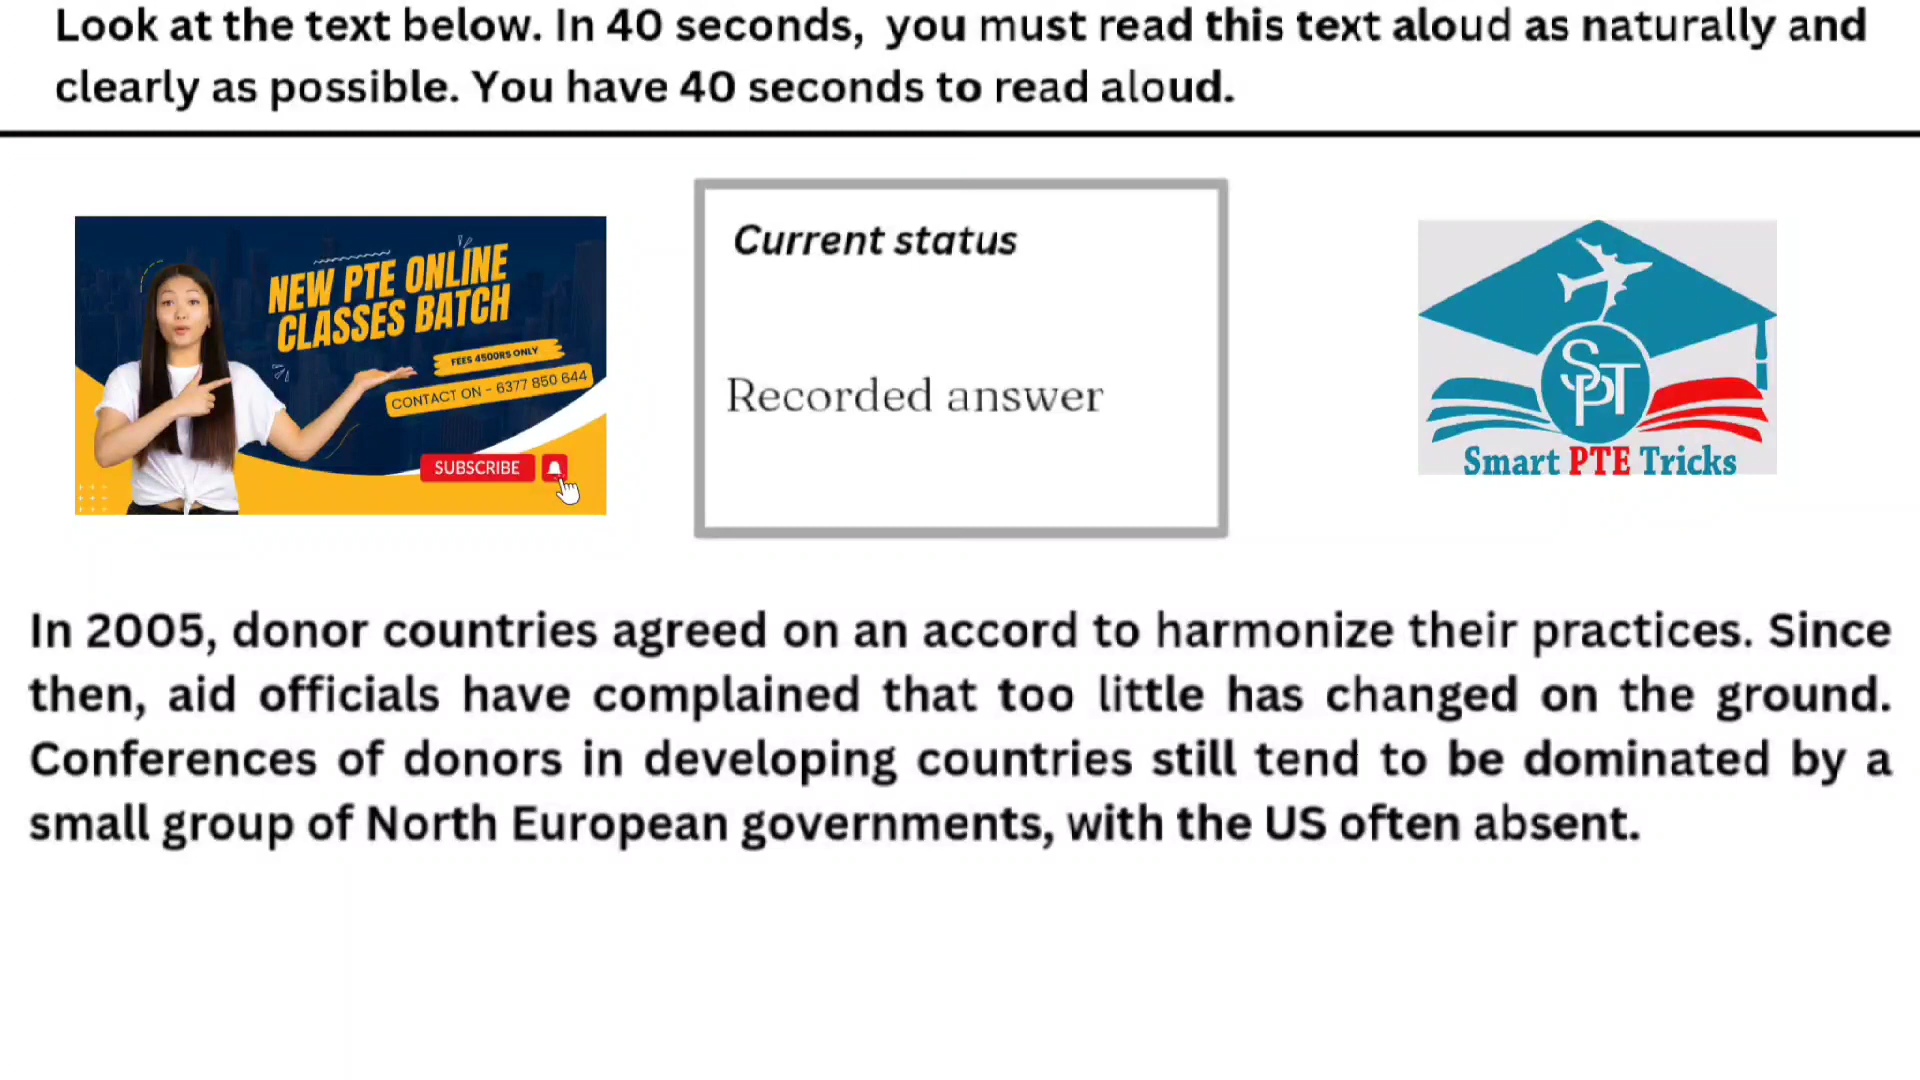 Look at the text below. In 40 seconds, you must read this text aloud as naturally and
clearly as possible. You have 40 seconds to read aloud.
NEW PTE ONLINE
CLASSES BATCH
FEES 4500RS ONLY
CONTACT ON - 6377 850 644
SUBSCRIBE
Current status
Recorded answer
SPT
Smart PTE Tricks
In 2005, donor countries agreed on an accord to harmonize their practices. Since
then, aid officials have complained that too little has changed on the ground.
Conferences of donors in developing countries still tend to be dominated by a
small group of North European governments, with the US often absent.